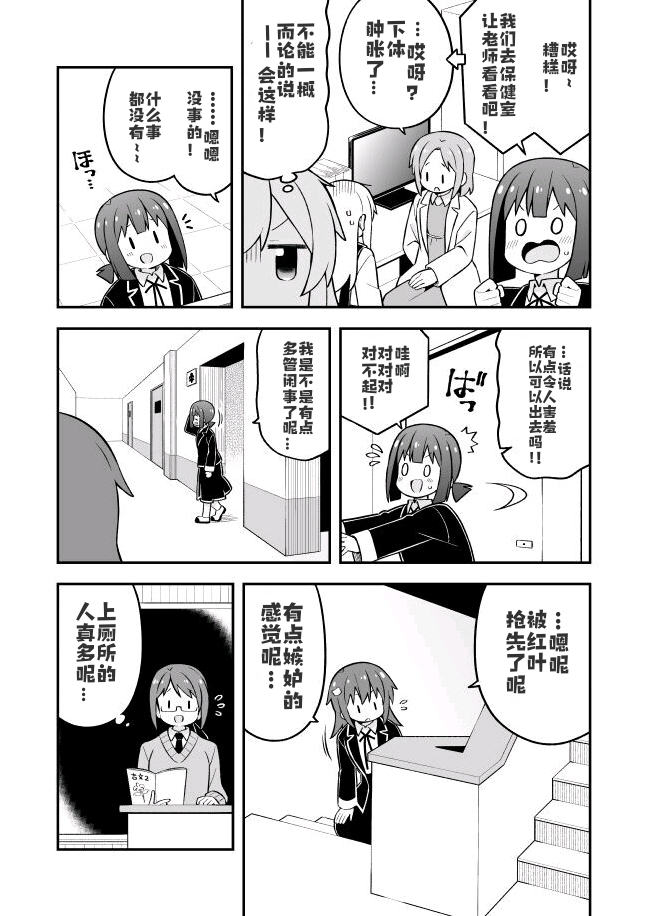 哎呀~
糟糕！
我们去保健室
让老师看看吧！
…哎呀？
下体
肿胀了…
不能一概
而论的说
——会这样！
……嗯嗯
没事的！
什么事
都没有~~
ほっ…
…话说
有点令人害羞
所以可以出去吗!!
哇啊
对对对
对不起!!
ばっ
我是不是有点
多管闲事了呢…
…嗯呢
被红叶
抢先了呢
有点嫉妒的
感觉呢…
上厕所的
人真多呢…
古文2